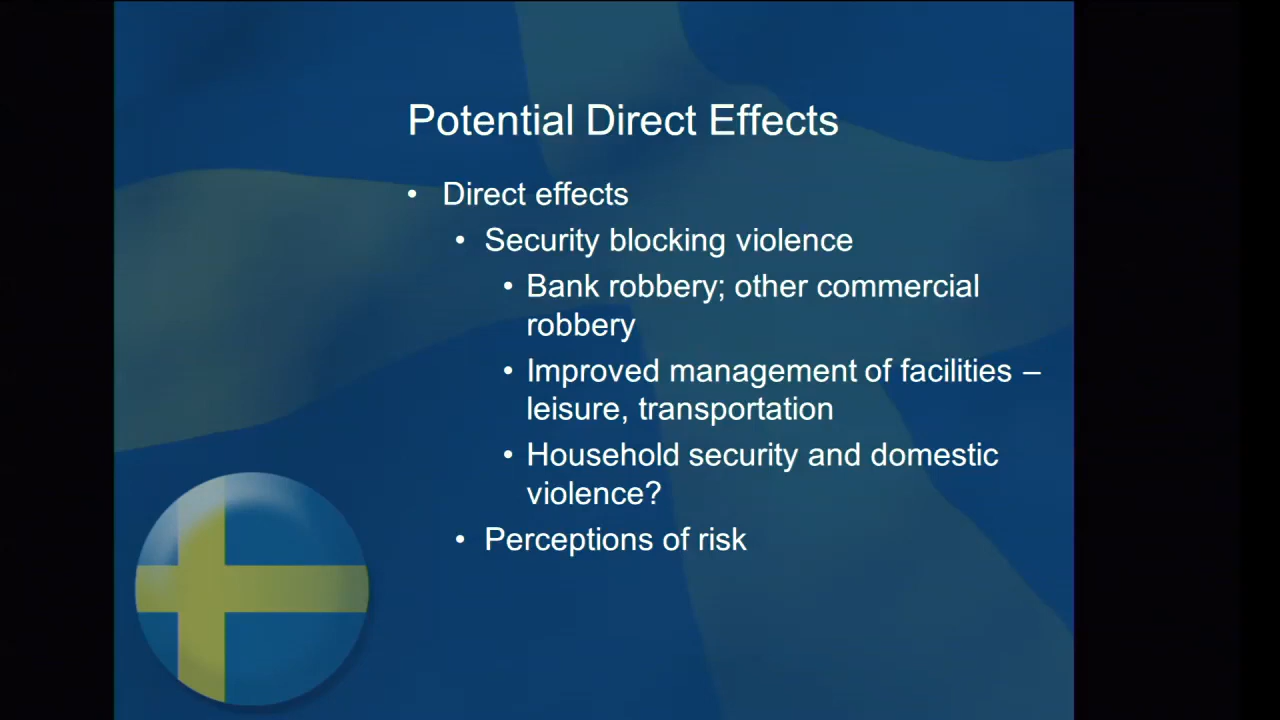 Potential Direct Effects
• Direct effects
• Security blocking violence
• Bank robbery; other commercial
robbery
• Improved management of facilities –
leisure, transportation
• Household security and domestic
violence?
• Perceptions of risk